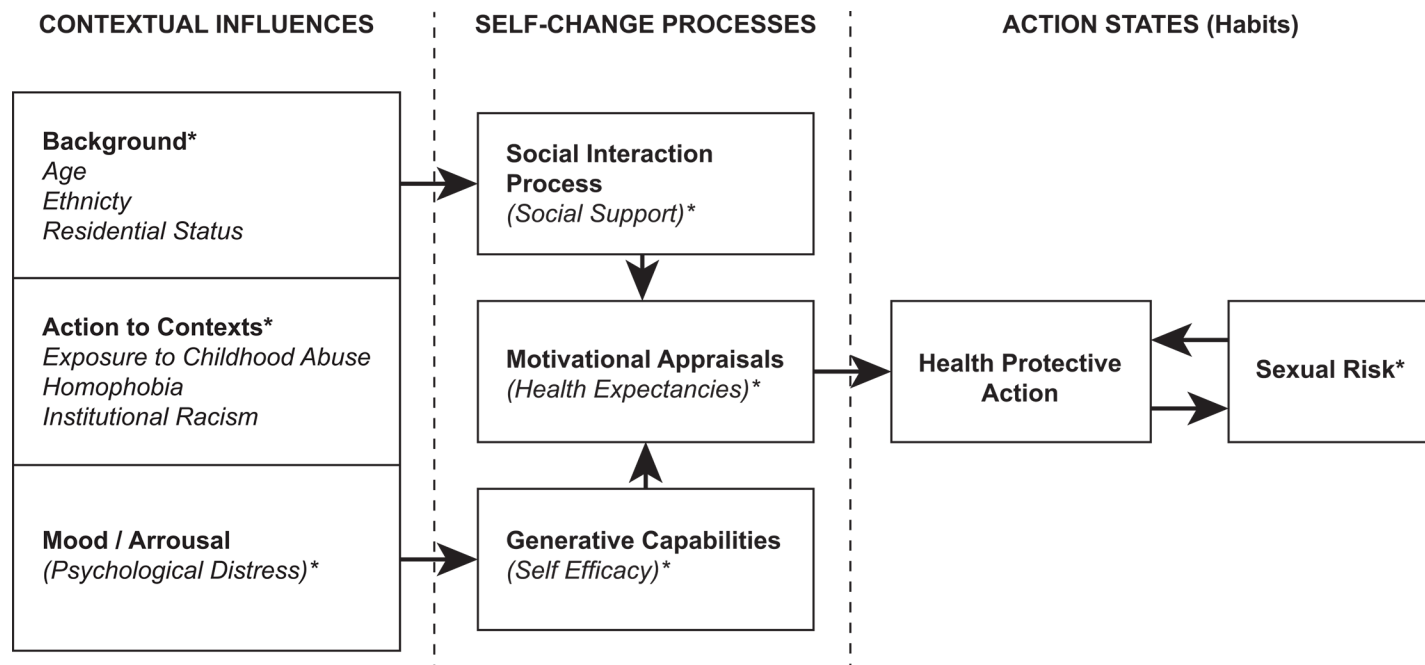 CONTEXTUAL INFLUENCES
SELF-CHANGE PROCESSES
ACTION STATES (Habits)
Background*
Age
Ethnicty
Residential Status
Action to Contexts*
Exposure to Childhood Abuse
Homophobia
Institutional Racism
Mood / Arrousal
(Psychological Distress)*
Social Interaction
Process
(Social Support)*
Motivational Appraisals
(Health Expectancies)*
Generative Capabilities
(Self Efficacy)*
Health Protective
Action
Sexual Risk*